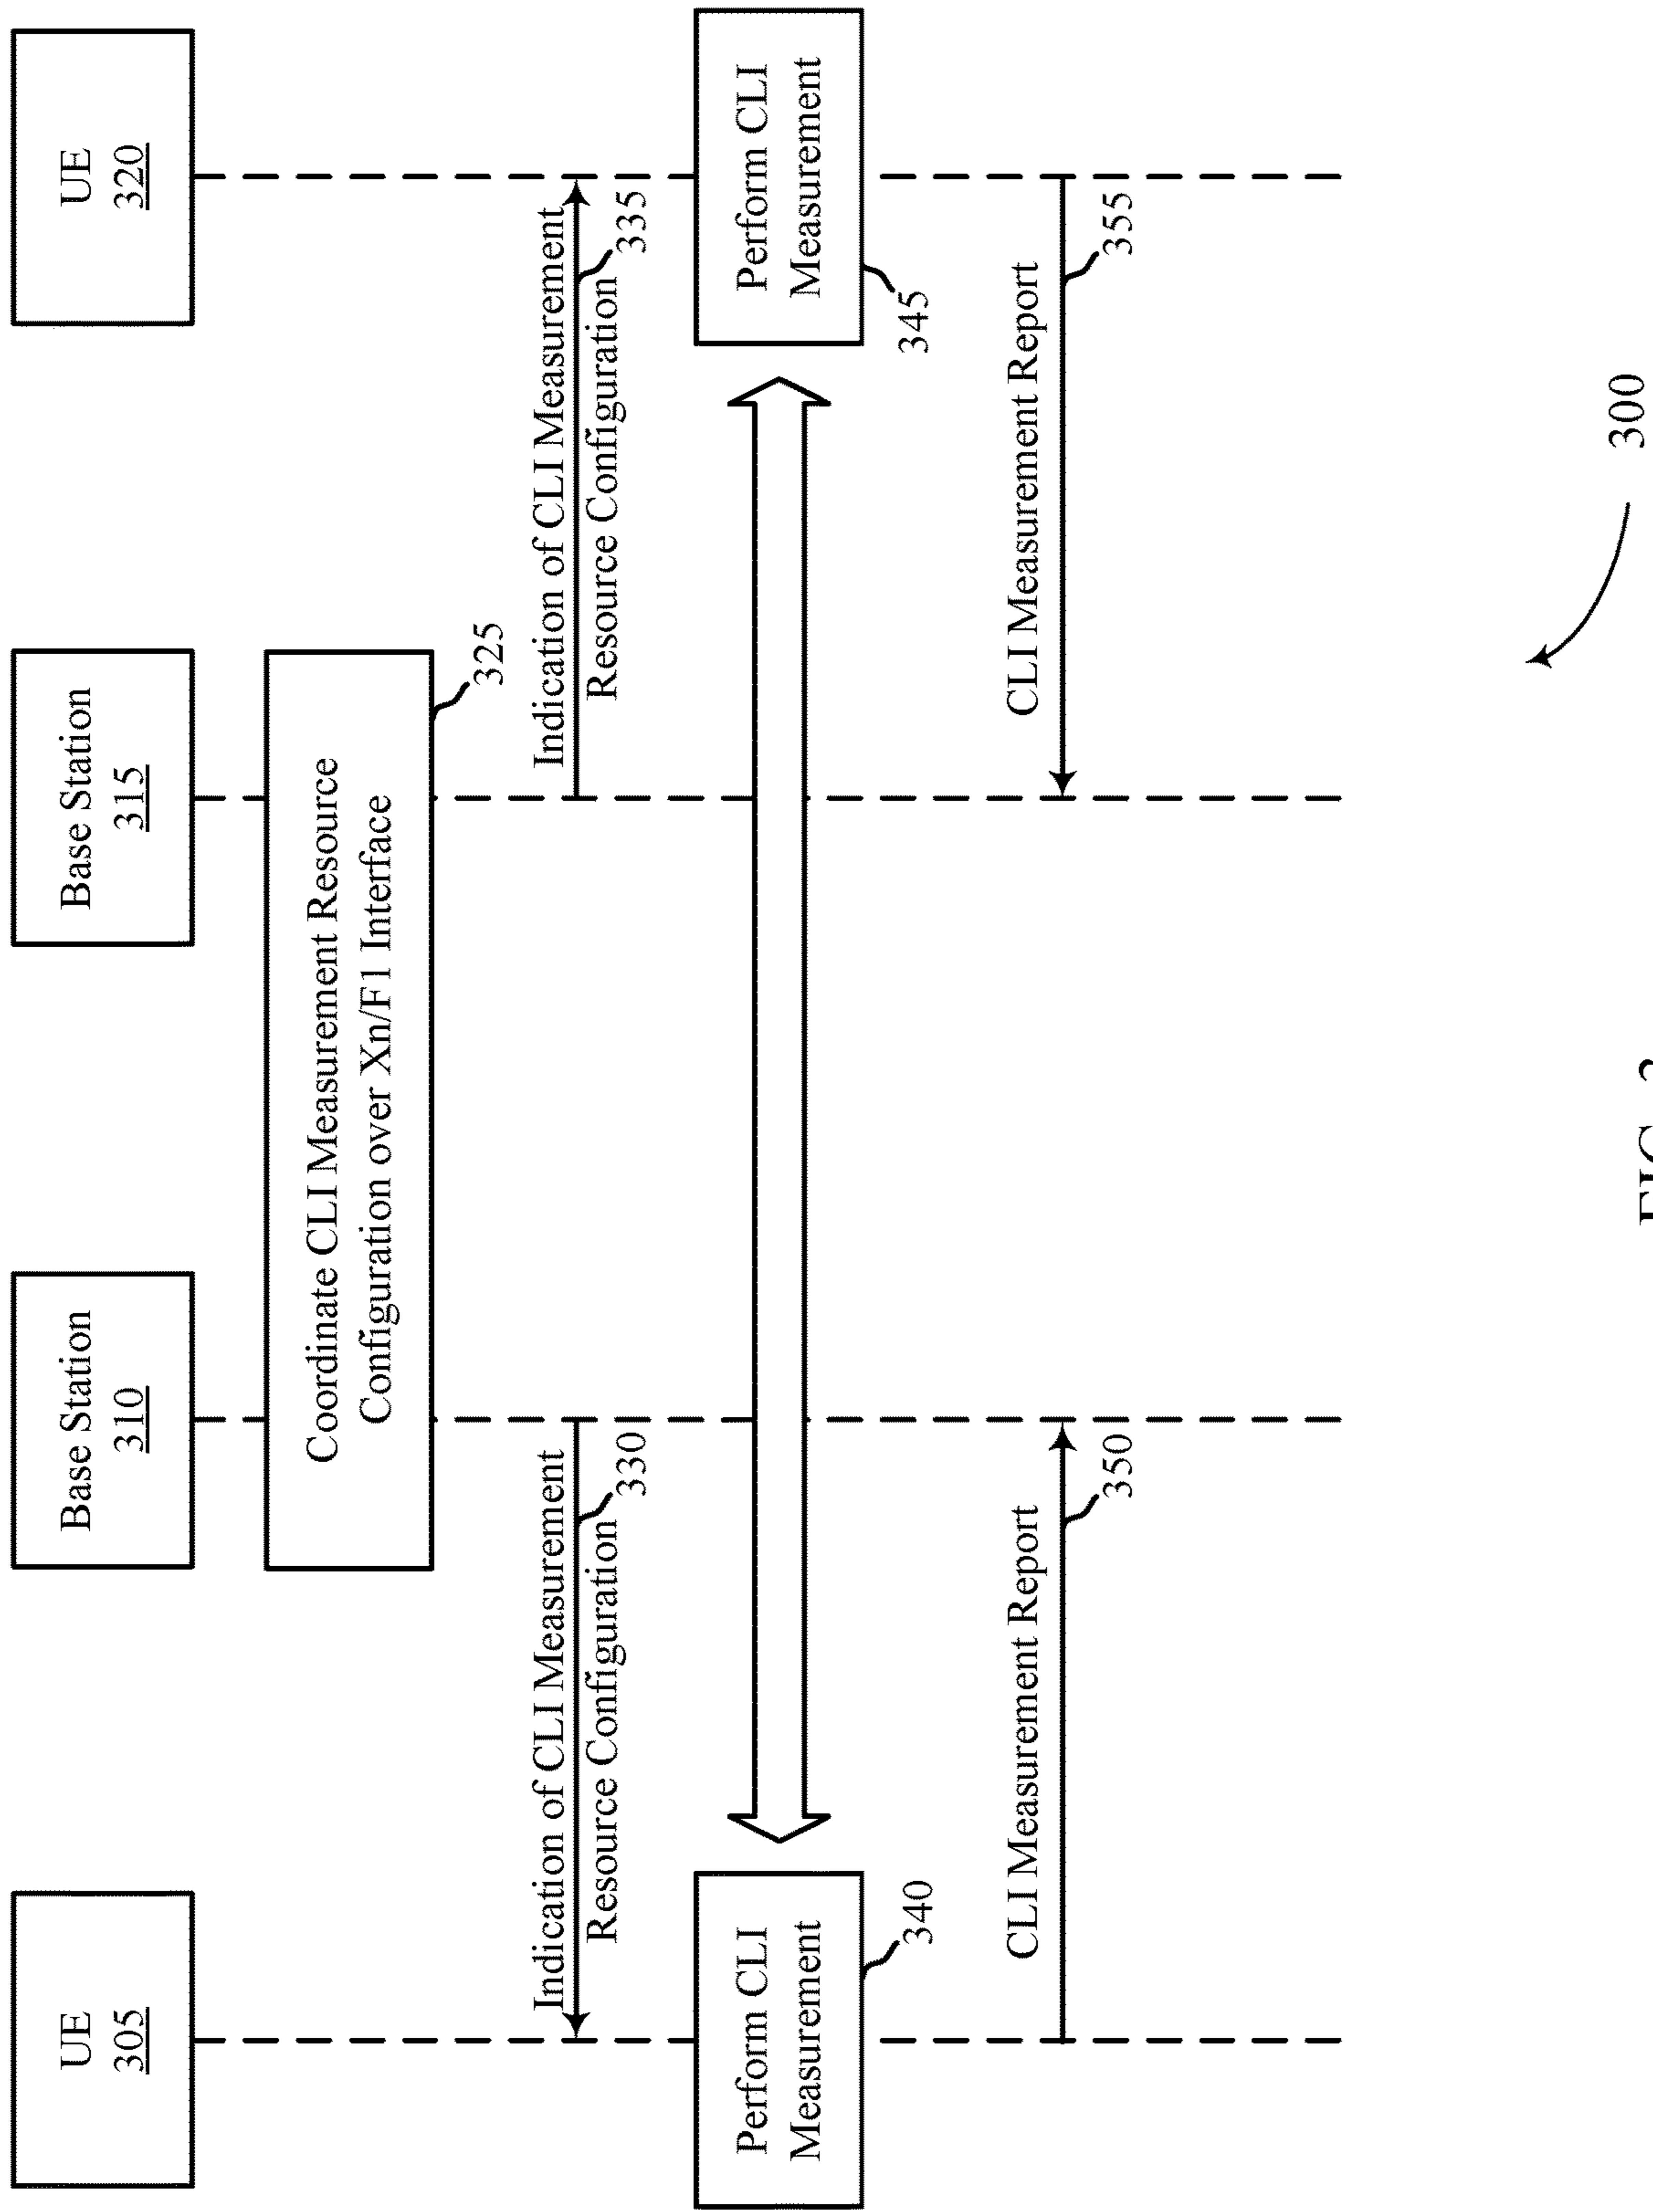 UE
305
Base Station
310
Base Station
315
UE
320
Coordinate CLI Measurement Resource
Configuration over Xn/F1 Interface
325
Indication of CLI Measurement
Resource Configuration
330
Indication of CLI Measurement
Resource Configuration
335
Perform CLI
Measurement
340
Perform CLI
Measurement
345
CLI Measurement Report
350
CLI Measurement Report
355
300